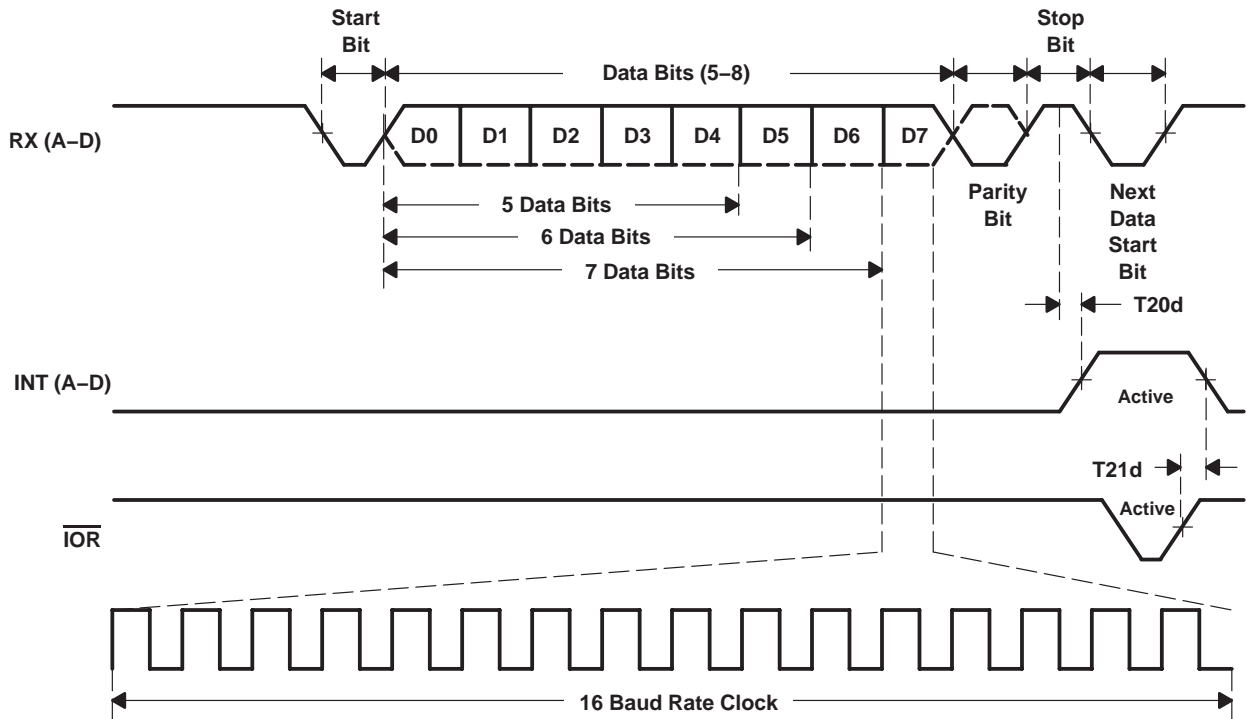 Start
Bit
Stop
Bit
Data Bits (5–8)
RX (A–D)
D0 D1 D2 D3 D4 D5 D6 D7
Parity
Bit
Next
Data
Start
Bit
5 Data Bits
6 Data Bits
7 Data Bits
T20d
INT (A–D)
Active
T21d
Active
IOR
16 Baud Rate Clock